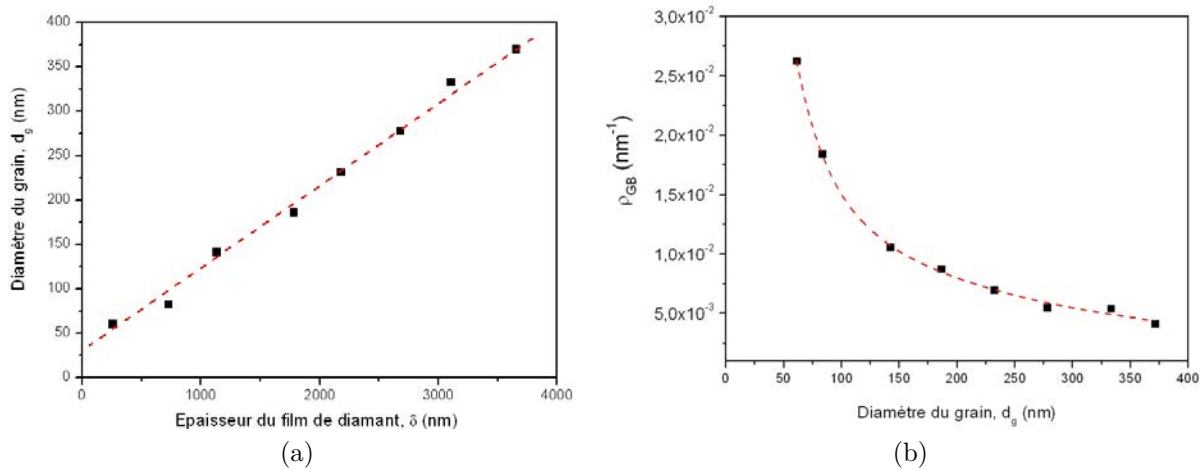 400
350
300
250
200
150
100
50
0
Diamètre du grain, d_g (nm)
0 1000 2000 3000 4000
Epaisseur du film de diamant, δ (nm)
(a)
3,0x10⁻²
2,5x10⁻²
2,0x10⁻²
1,5x10⁻²
1,0x10⁻²
5,0x10⁻³
ρ_GB (nm⁻¹)
0 50 100 150 200 250 300 350 400
Diamètre du grain, d_g (nm)
(b)